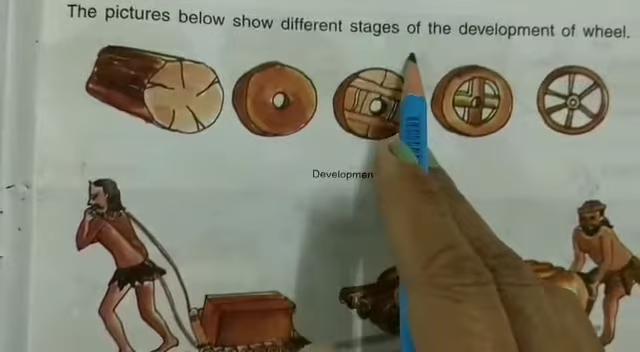 The pictures below show different stages of the development of wheel.
Developmen